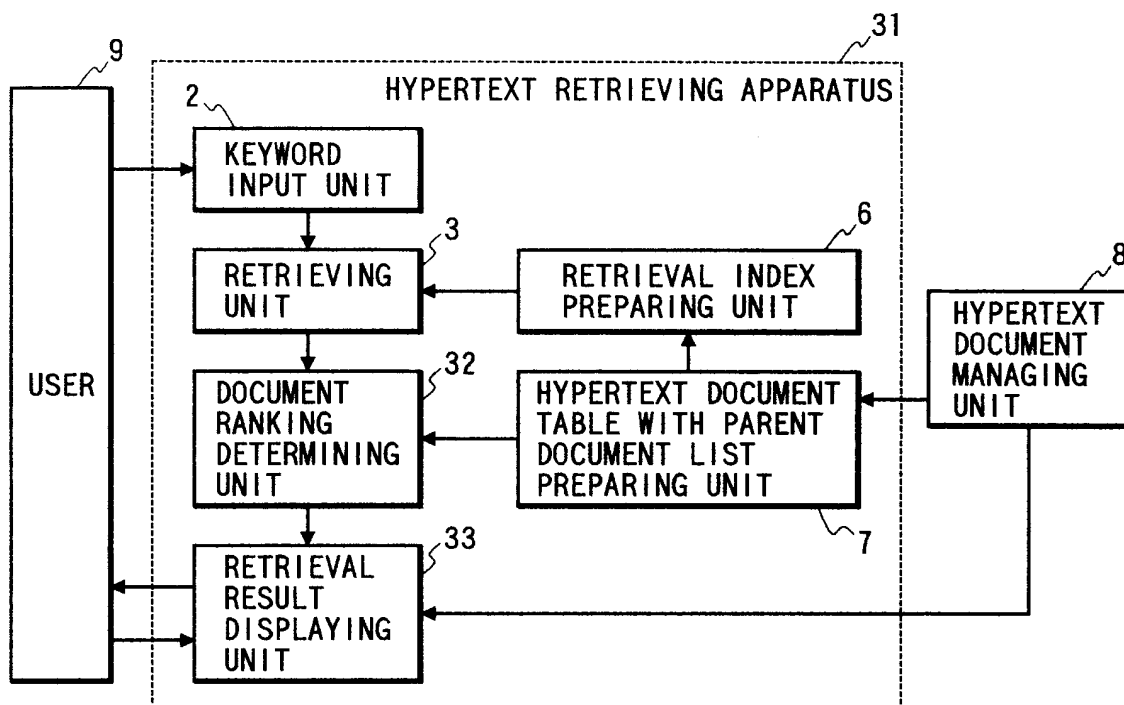 9
31
HYPERTEXT RETRIEVING APPARATUS
2
KEYWORD
INPUT UNIT
3
RETRIEVING
UNIT
6
RETRIEVAL INDEX
PREPARING UNIT
8
HYPERTEXT
DOCUMENT
MANAGING
UNIT
USER
32
DOCUMENT
RANKING
DETERMINING
UNIT
HYPERTEXT DOCUMENT
TABLE WITH PARENT
DOCUMENT LIST
PREPARING UNIT
7
33
RETRIEVAL
RESULT
DISPLAYING
UNIT